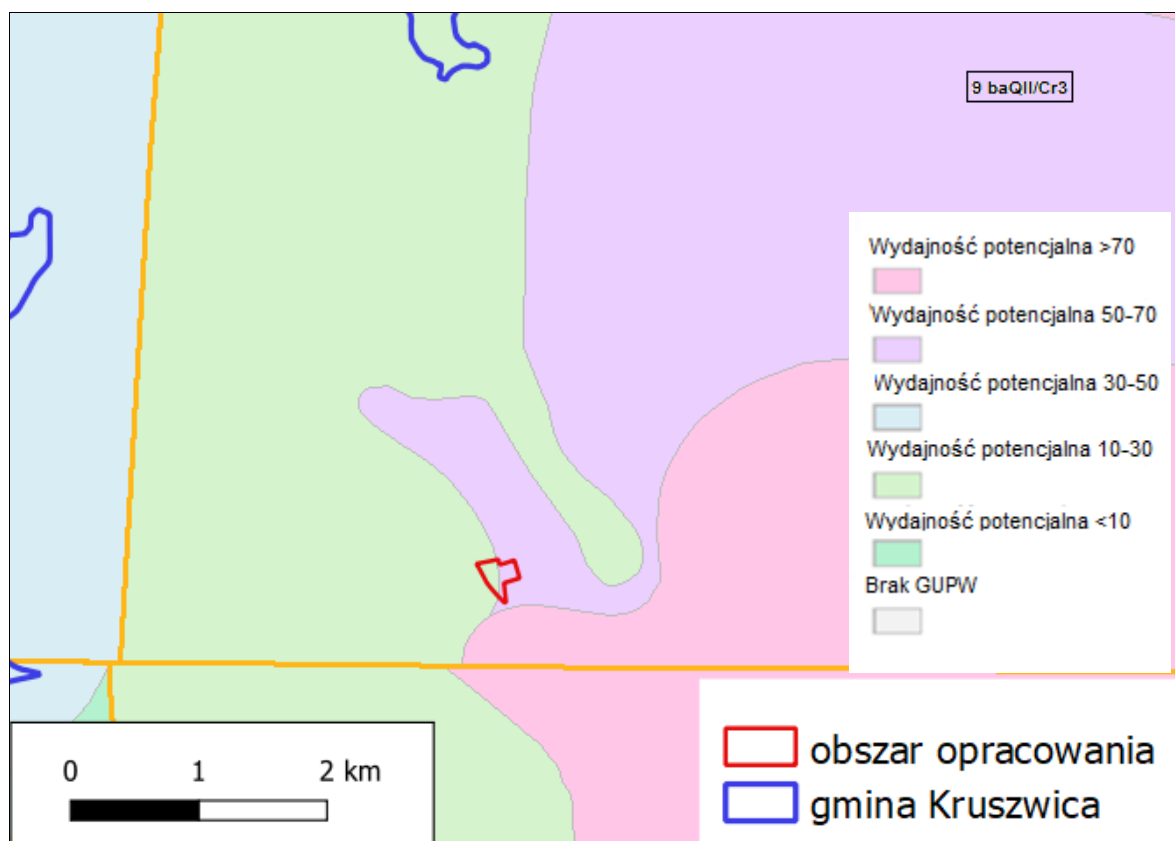 9 baQII/Cr3
Wydajność potencjalna >70
Wydajność potencjalna 50-70
Wydajność potencjalna 30-50
Wydajność potencjalna 10-30
Wydajność potencjalna <10
Brak GUPW
0 1 2 km
obszar opracowania
gmina Kruszwica